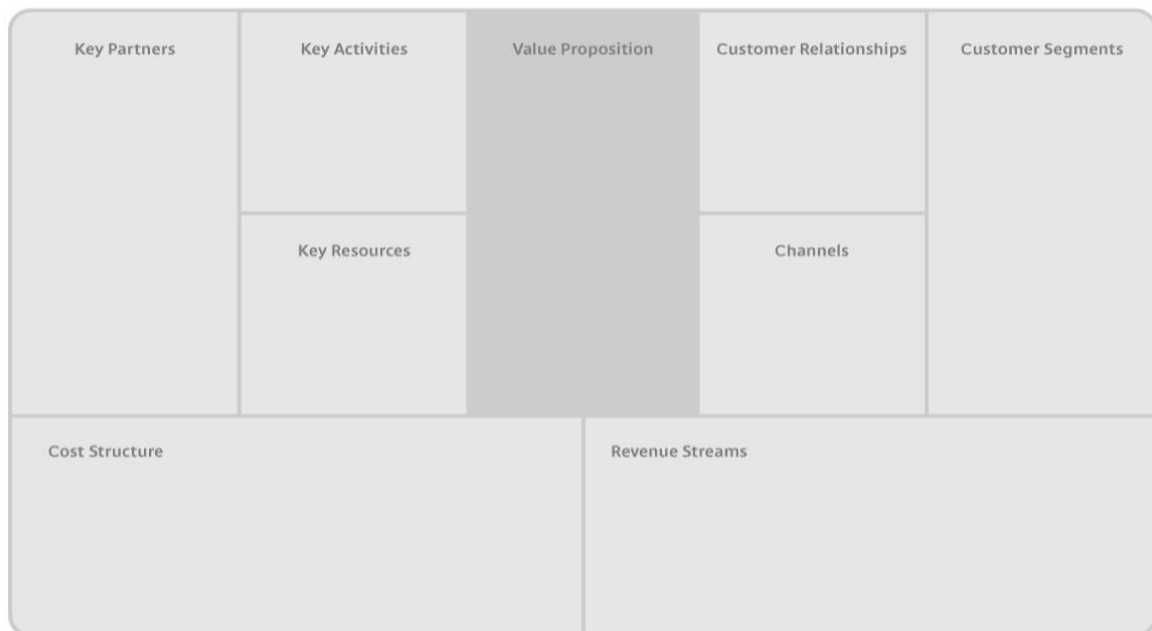 Key Partners
Key Activities
Value Proposition
Customer Relationships
Customer Segments
Key Resources
Channels
Cost Structure
Revenue Streams